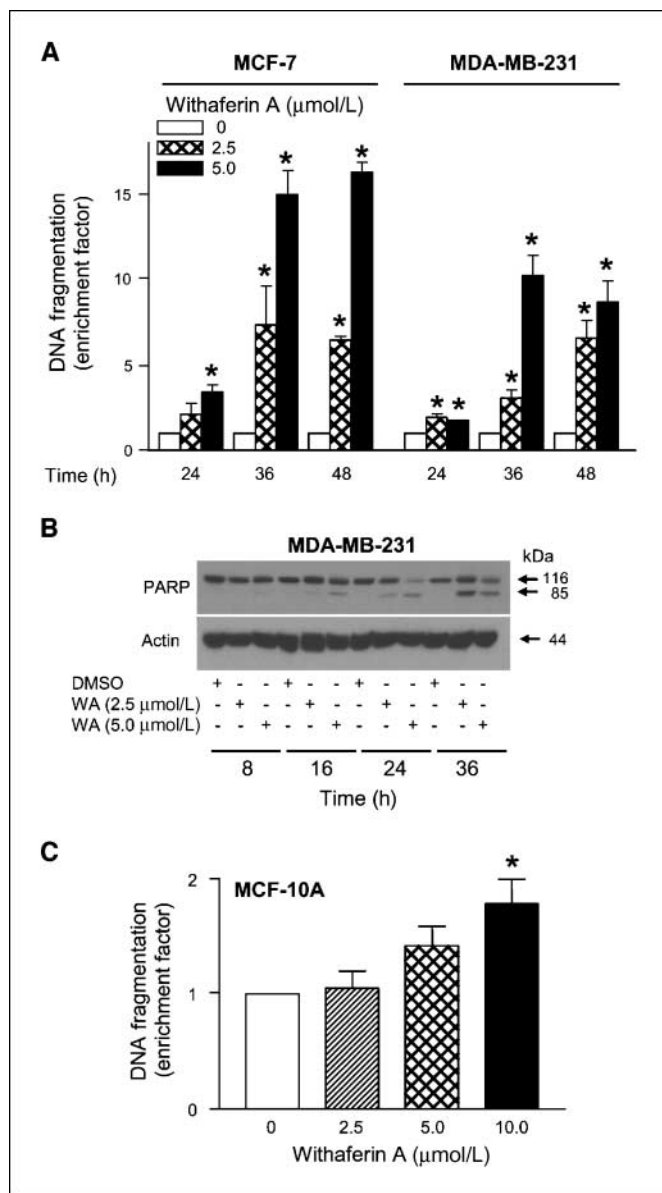 A
MCF-7 MDA-MB-231
Withaferin A (μmol/L)
0
2.5
5.0
DNA fragmentation
(enrichment factor)
15
10
5
0
* * * * * * * * * * *
Time (h) 24 36 48 24 36 48
B
MDA-MB-231
kDa
PARP
116
85
Actin
44
DMSO + - - + - - + - - + - -
WA (2.5 μmol/L) - + - - + - - + - - + -
WA (5.0 μmol/L) - - + - - + - - + - - +
8 16 24 36
Time (h)
C
MCF-10A
DNA fragmentation
(enrichment factor)
2
1
0
*
0 2.5 5.0 10.0
Withaferin A (μmol/L)